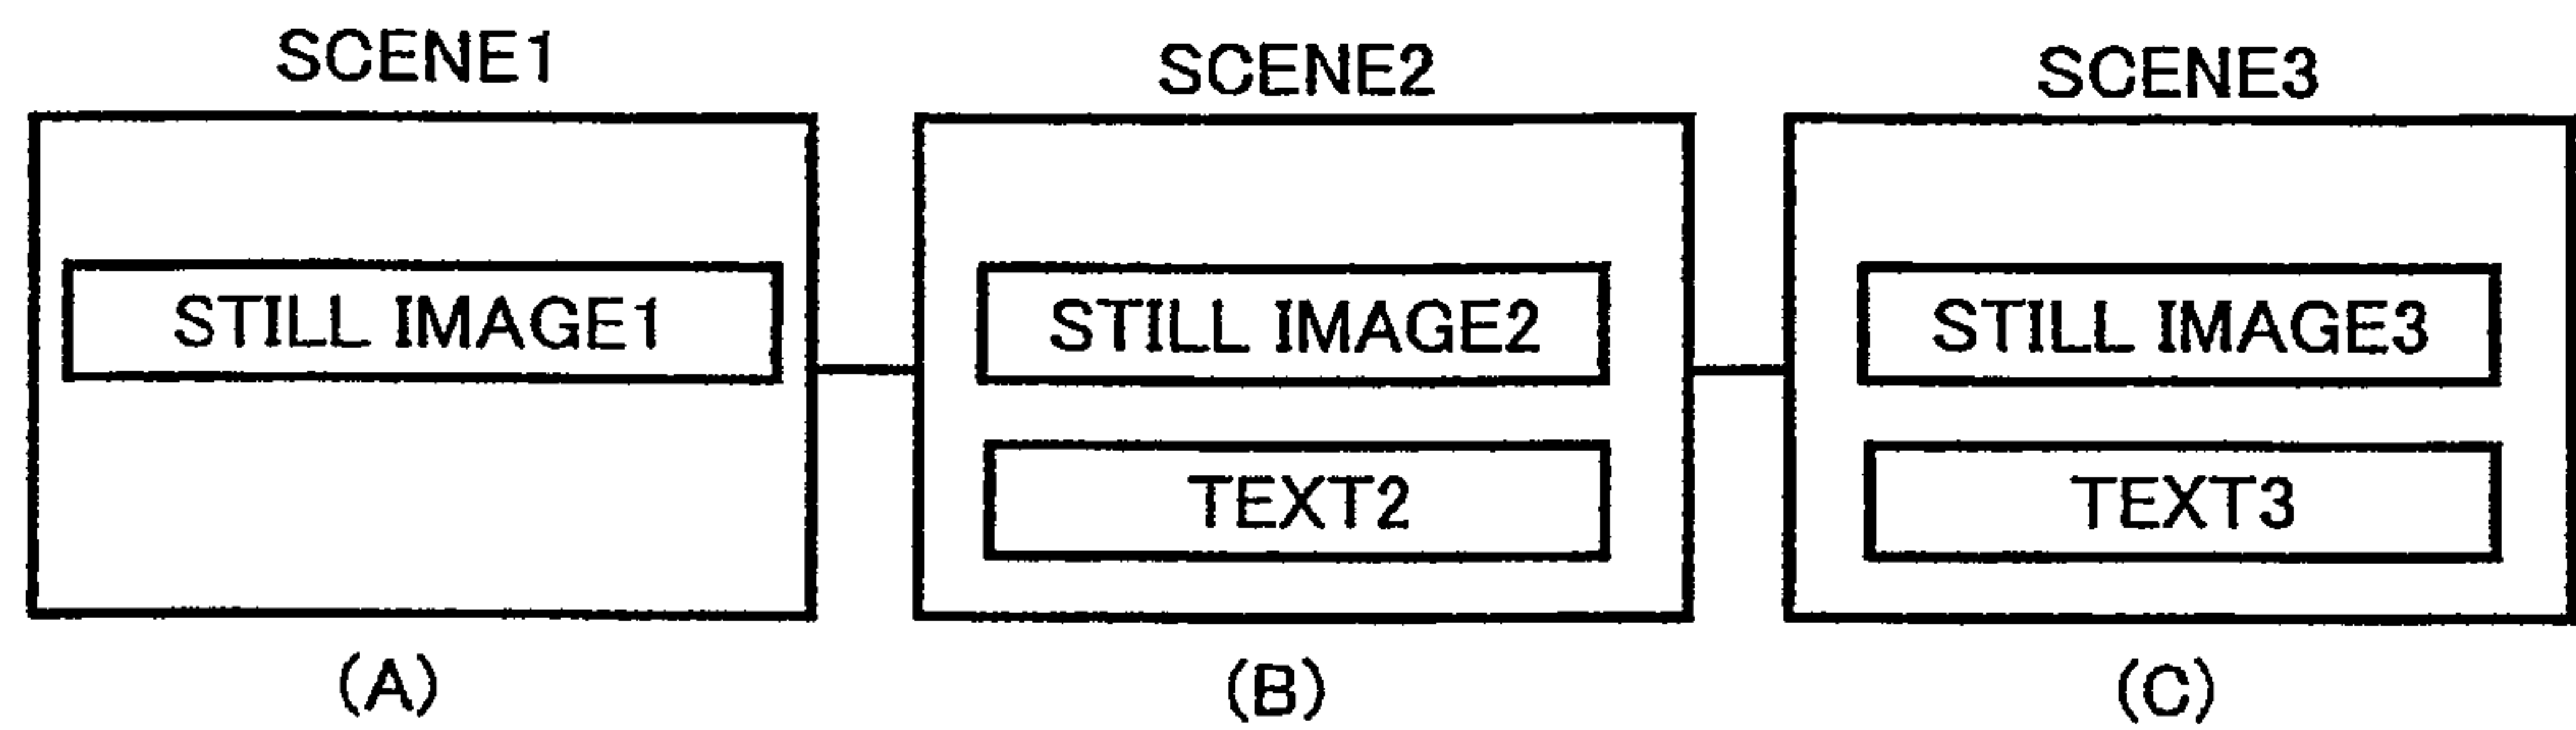 SCENE1
STILL IMAGE1
(A)
SCENE2
STILL IMAGE2
TEXT2
(B)
SCENE3
STILL IMAGE3
TEXT3
(C)